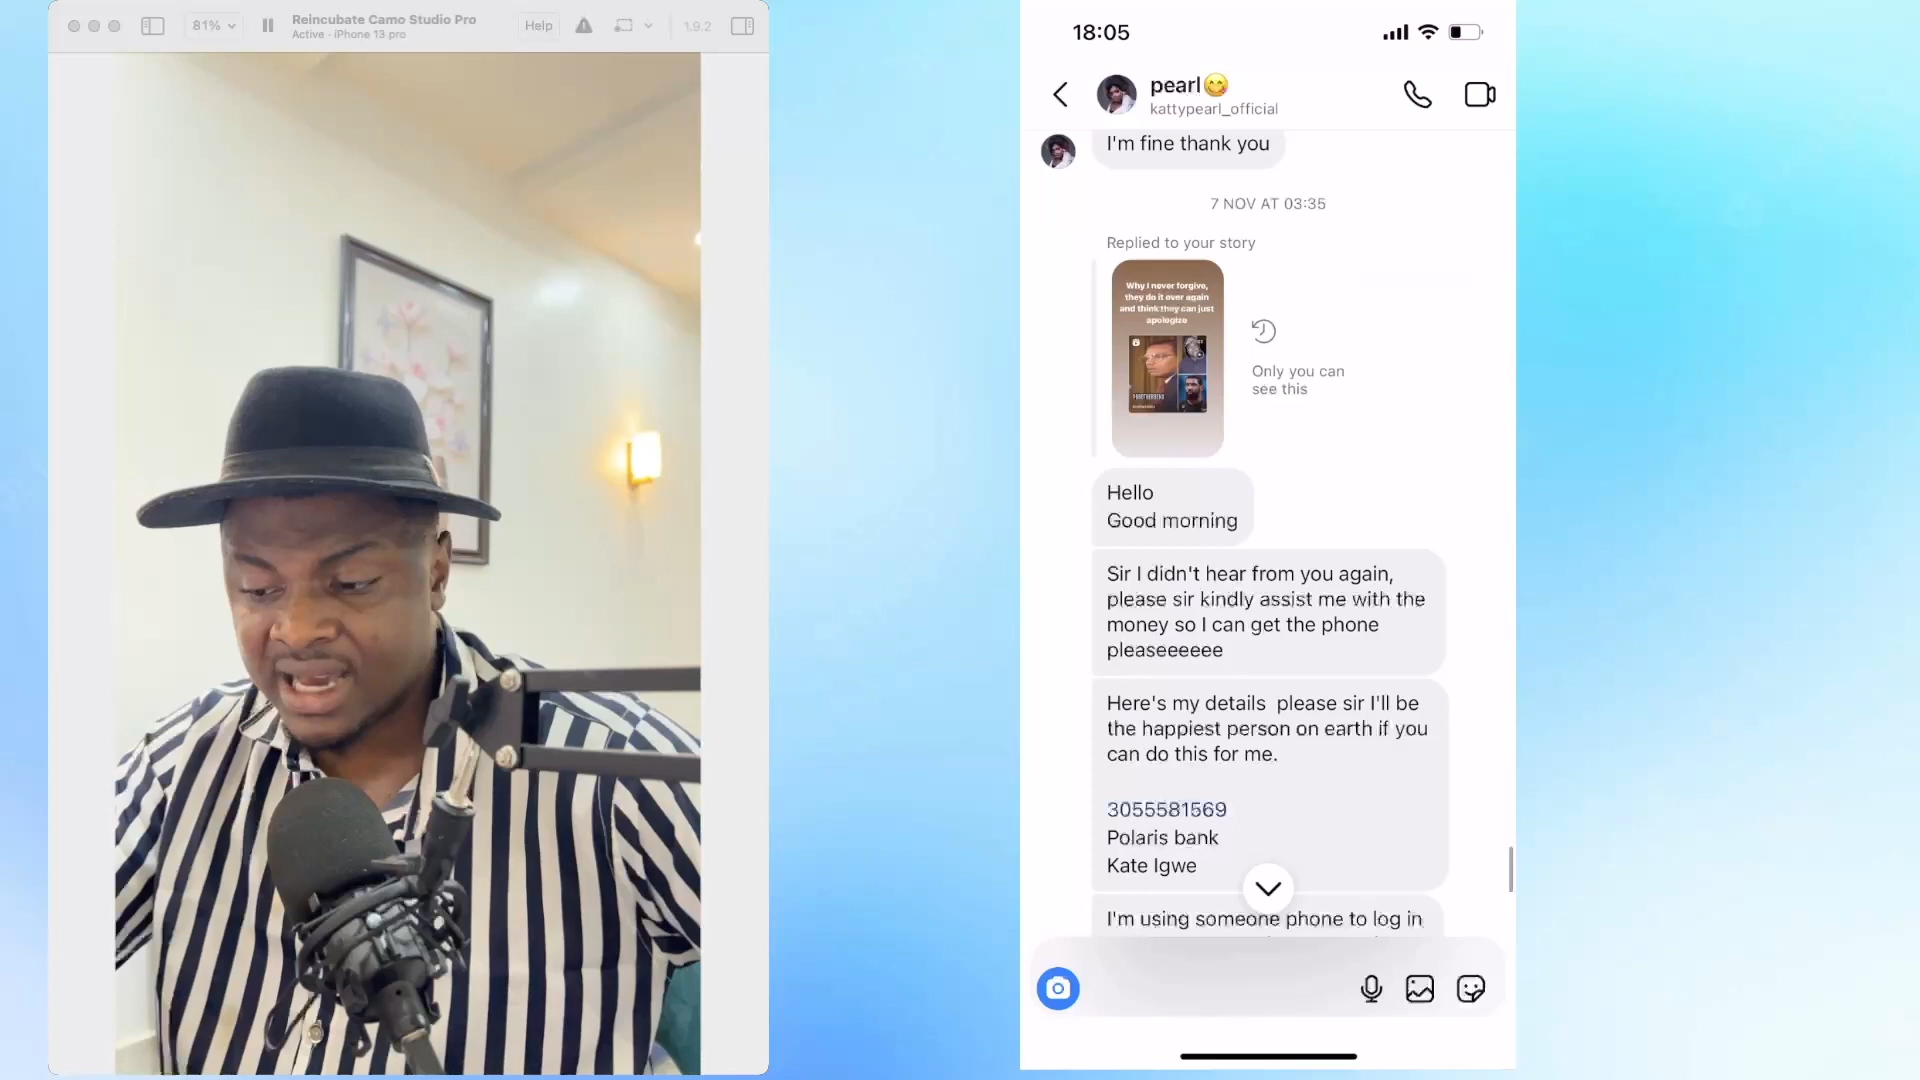 81%
Reincubate Camo Studio Pro
Active - iPhone 13 pro
Help
1.9.2
18:05
pearl😋
kattypearl_official
I'm fine thank you
7 NOV AT 03:35
Replied to your story
Why I never forgive,
they do it over again
and think they can just
apologize
Only you can
see this
Hello
Good morning
Sir I didn't hear from you again,
please sir kindly assist me with the
money so I can get the phone
pleaseeeeee
Here's my details  please sir I'll be
the happiest person on earth if you
can do this for me.
3055581569
Polaris bank
Kate Igwe
I'm using someone phone to log in